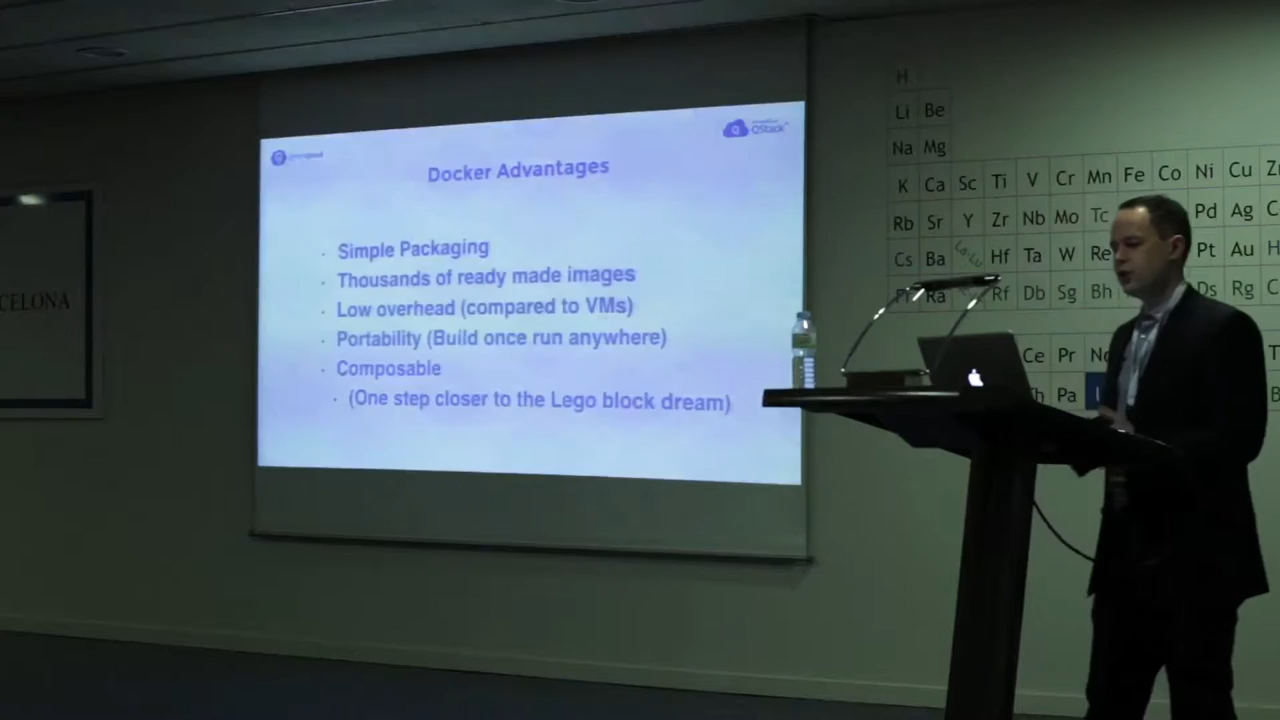 QStack
Docker Advantages
· Simple Packaging
· Thousands of ready made images
· Low overhead (compared to VMs)
· Portability (Build once run anywhere)
· Composable
· (One step closer to the Lego block dream)
CELONA
H
Li Be
Na Mg
K Ca Sc Ti V Cr Mn Fe Co Ni Cu
Rb Sr Y Zr Nb Mo Tc Pd Ag
Cs Ba La-Lu Hf Ta W Re Pt Au
Fr Ra Rf Db Sg Bh Ds Rg
Ce Pr
Pa